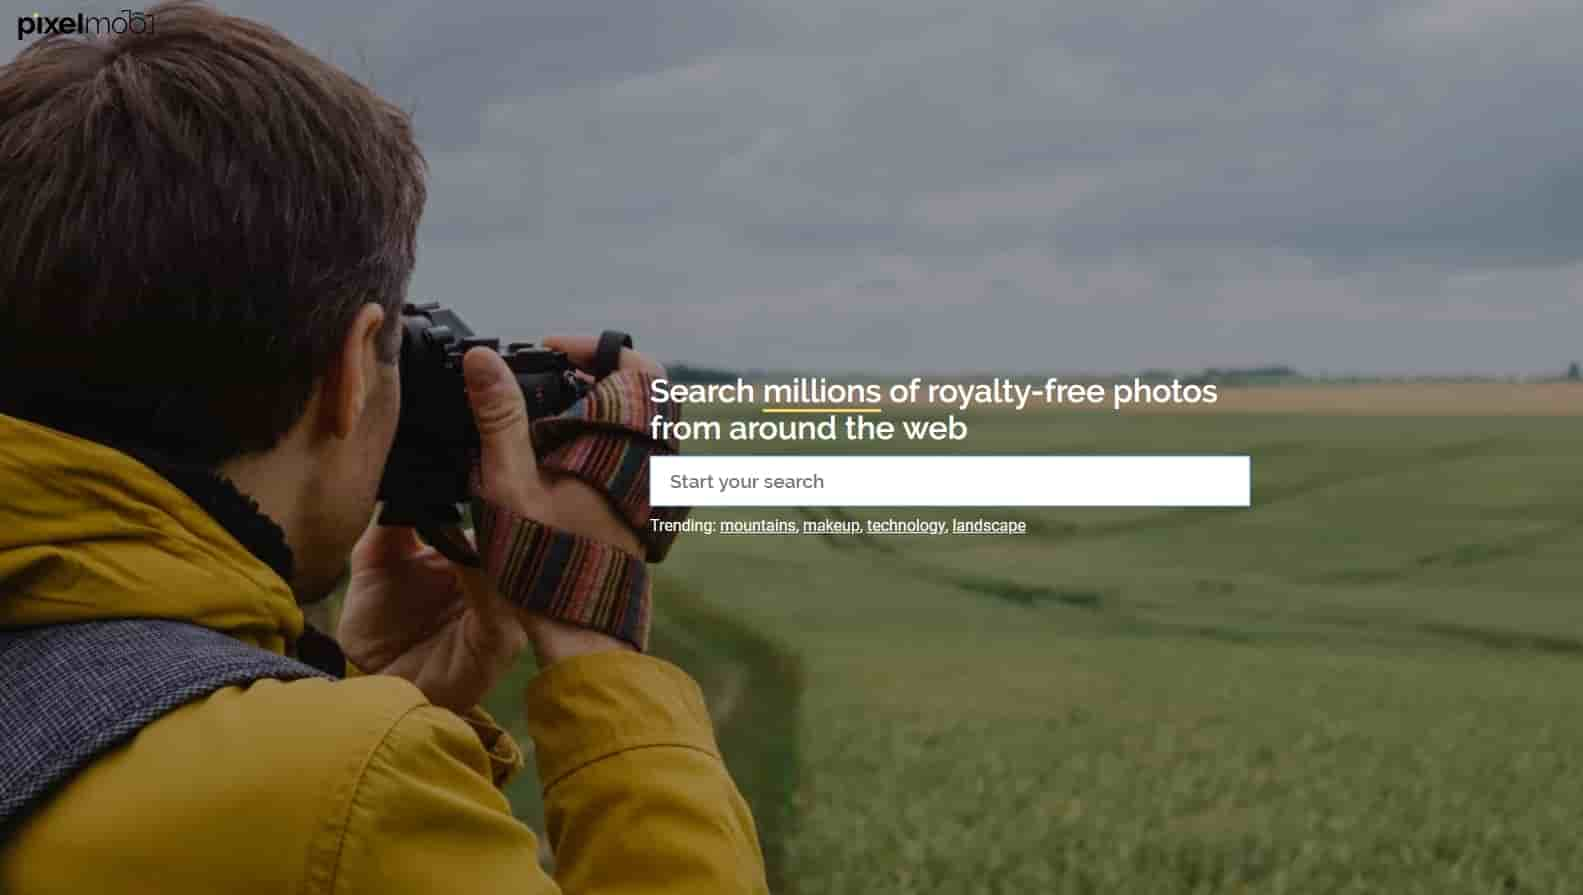 pixelmob
Search millions of royalty-free photos
from around the web
Start your search
Trending: mountains, makeup, technology, landscape